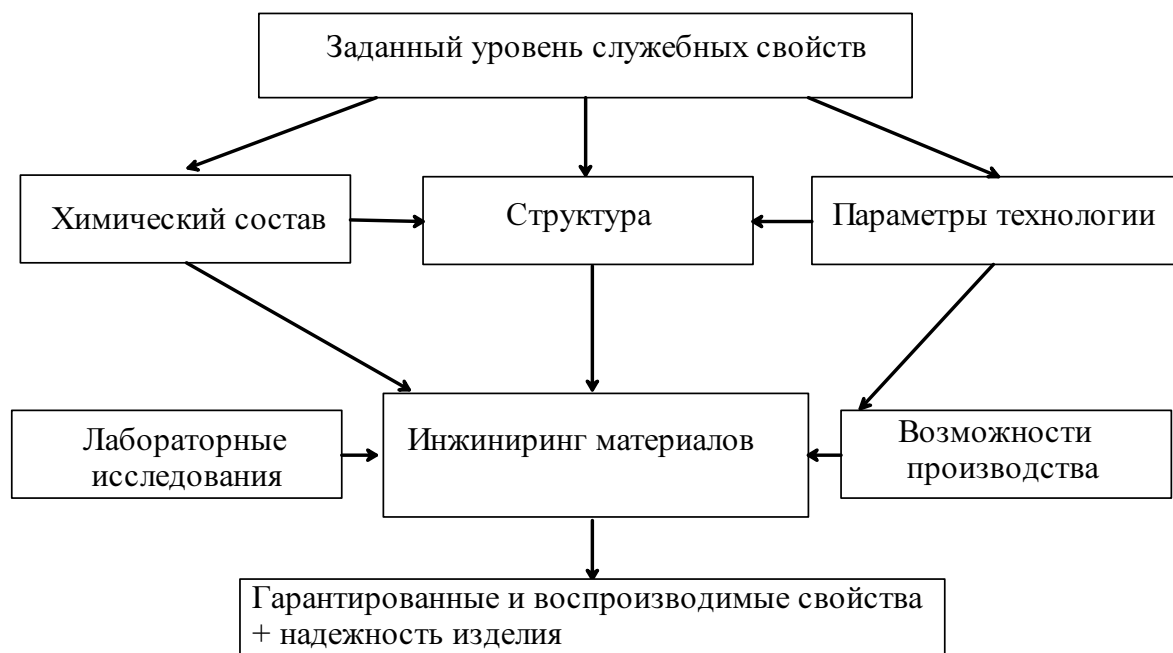 Заданный уровень служебных свойств
Химический состав
Структура
Параметры технологии
Лабораторные
исследования
Инжиниринг материалов
Возможности
производства
Гарантированные и воспроизводимые свойства
+ надежность изделия